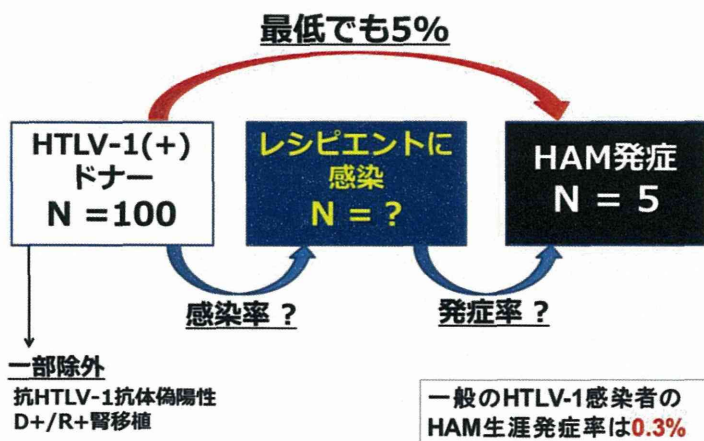 最低でも5%
HTLV-1(+)
ドナー
N =100
レシピエントに
感染
N = ?
HAM発症
N = 5
感染率 ?
発症率 ?
一部除外
抗HTLV-1抗体偽陽性
D+/R+腎移植
一般のHTLV-1感染者の
HAM生涯発症率は0.3%